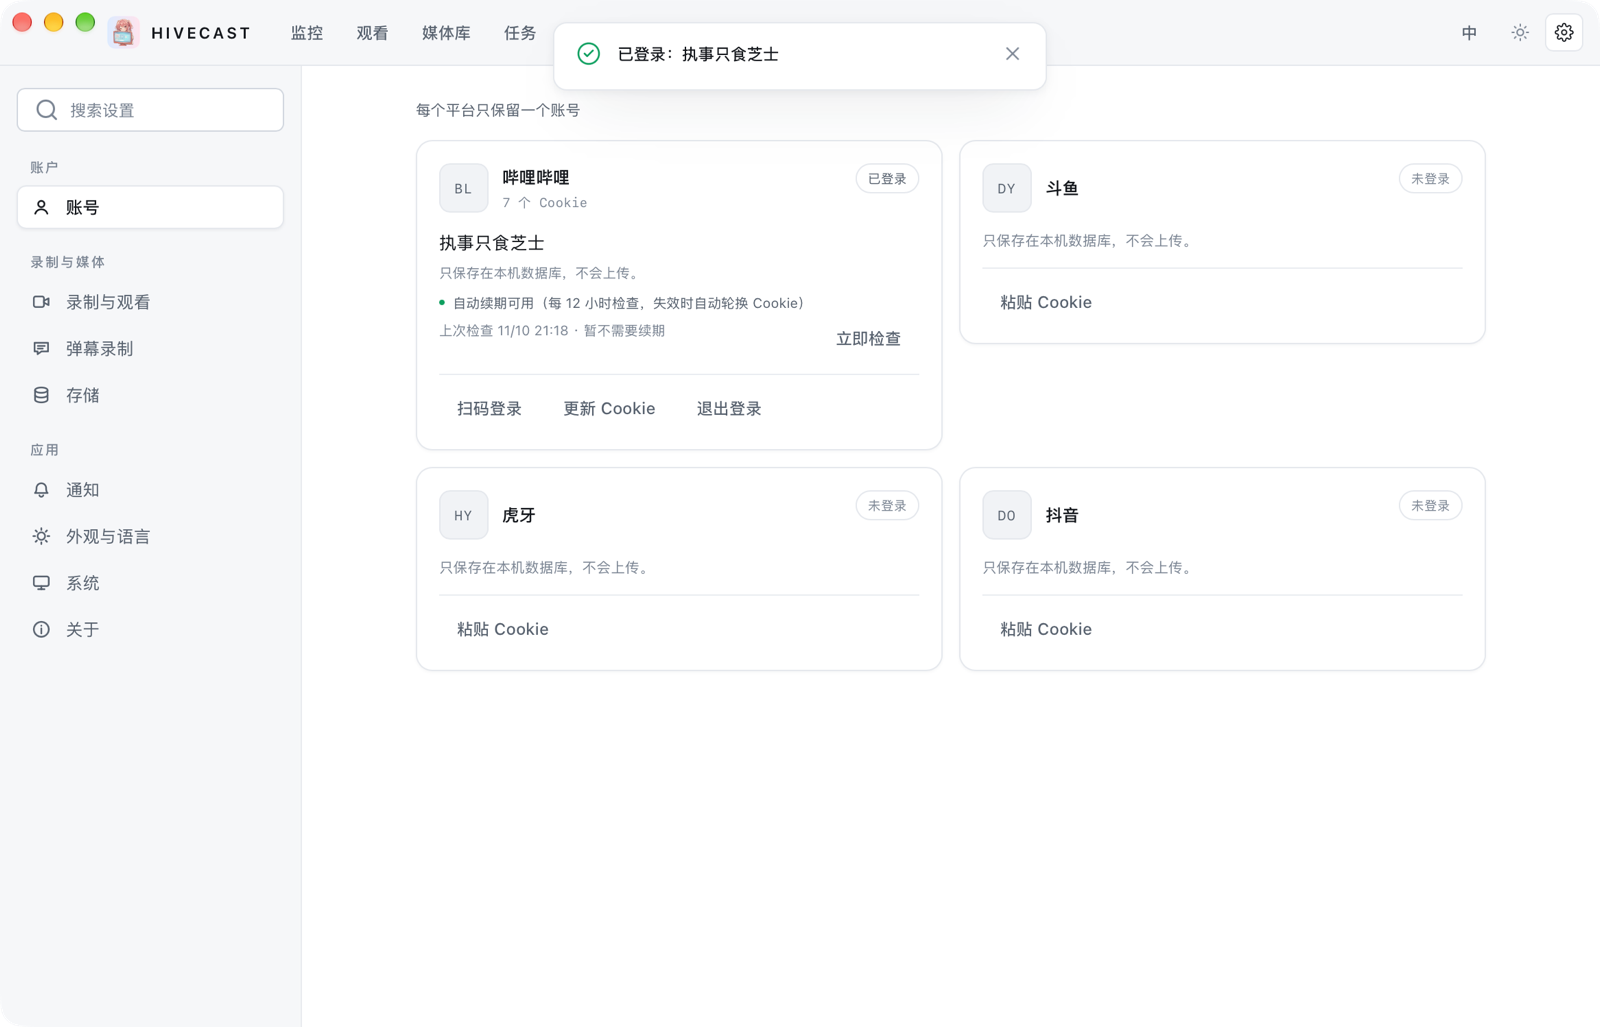 HIVECAST
监控
观看
媒体库
任务
已登录：执事只食芝士
中
搜索设置
账户
账号
录制与媒体
录制与观看
弹幕录制
存储
应用
通知
外观与语言
系统
关于
每个平台只保留一个账号
BL
哔哩哔哩
7 个 Cookie
已登录
执事只食芝士
只保存在本机数据库，不会上传。
自动续期可用（每 12 小时检查，失效时自动轮换 Cookie）
上次检查 11/10 21:18 · 暂不需要续期
立即检查
扫码登录
更新 Cookie
退出登录
DY
斗鱼
未登录
只保存在本机数据库，不会上传。
粘贴 Cookie
HY
虎牙
未登录
只保存在本机数据库，不会上传。
粘贴 Cookie
DO
抖音
未登录
只保存在本机数据库，不会上传。
粘贴 Cookie